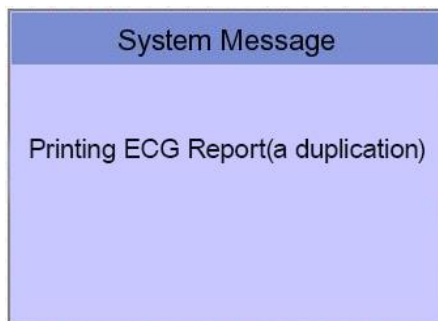 System Message
Printing ECG Report(a duplication)